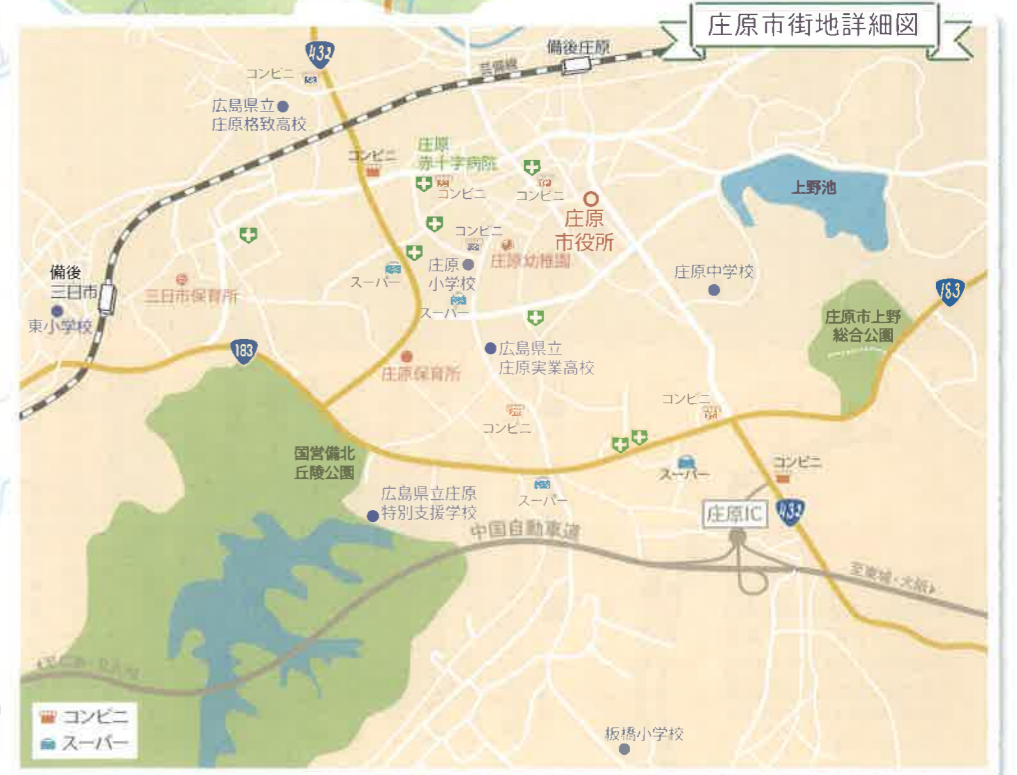 庄原市街地詳細図
432
備後庄原
芸備線
コンビニ
広島県立
庄原格致高校
コンビニ
庄原
赤十字病院
コンビニ
コンビニ
上野池
庄原
市役所
コンビニ
庄原幼稚園
庄原
小学校
スーパー
スーパー
庄原中学校
備後
三日市
三日市保育所
東小学校
183
183
庄原市上野
総合公園
広島県立
庄原実業高校
庄原保育所
コンビニ
コンビニ
国営備北
丘陵公園
スーパー
コンビニ
スーパー
広島県立庄原
特別支援学校
庄原IC
432
中国自動車道
至東城・大阪
コンビニ
スーパー
板橋小学校